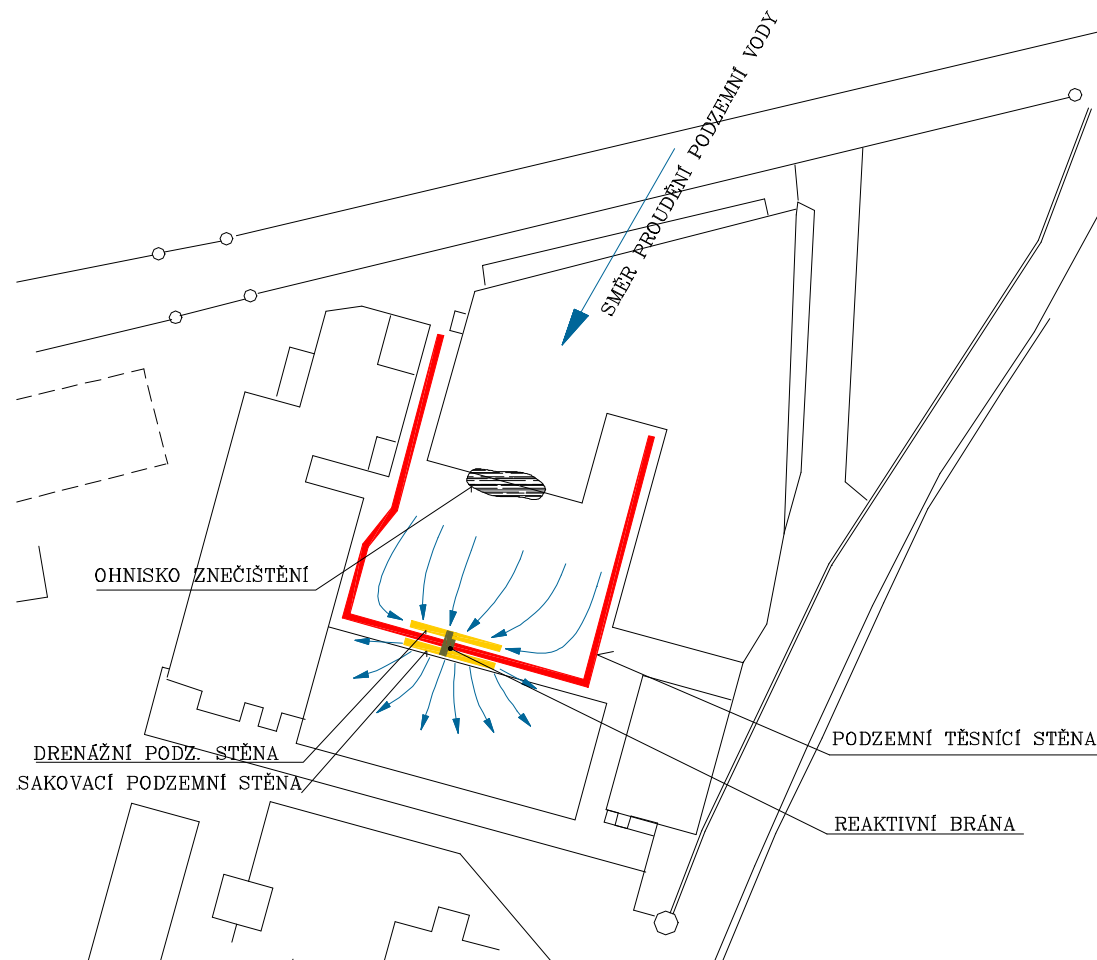 SMĚR PROUDĚNÍ PODZEMNÍ VODY
OHNISKO ZNEČIŠTĚNÍ
DRENÁŽNÍ PODZ. STĚNA
SAKOVACÍ PODZEMNÍ STĚNA
PODZEMNÍ TĚSNÍCÍ STĚNA
REAKTIVNÍ BRÁNA